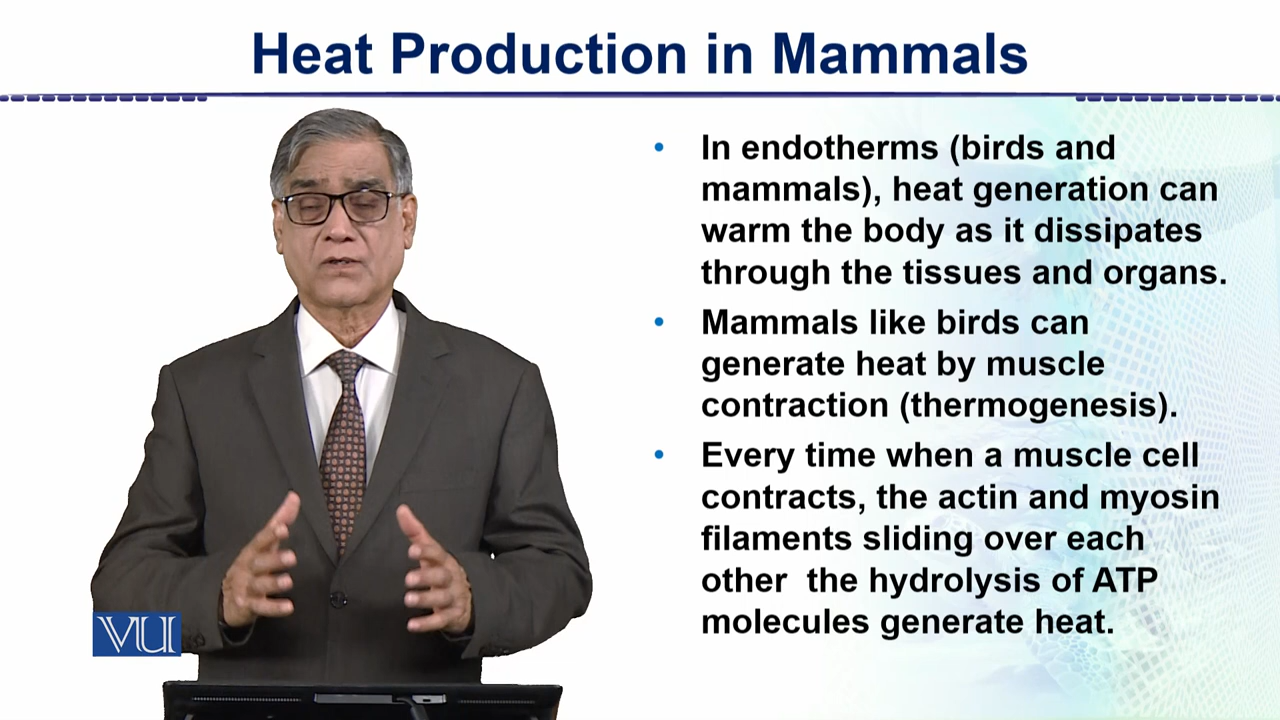 Heat Production in Mammals
• In endotherms (birds and
mammals), heat generation can
warm the body as it dissipates
through the tissues and organs.
• Mammals like birds can
generate heat by muscle
contraction (thermogenesis).
• Every time when a muscle cell
contracts, the actin and myosin
filaments sliding over each
other  the hydrolysis of ATP
molecules generate heat.
VU